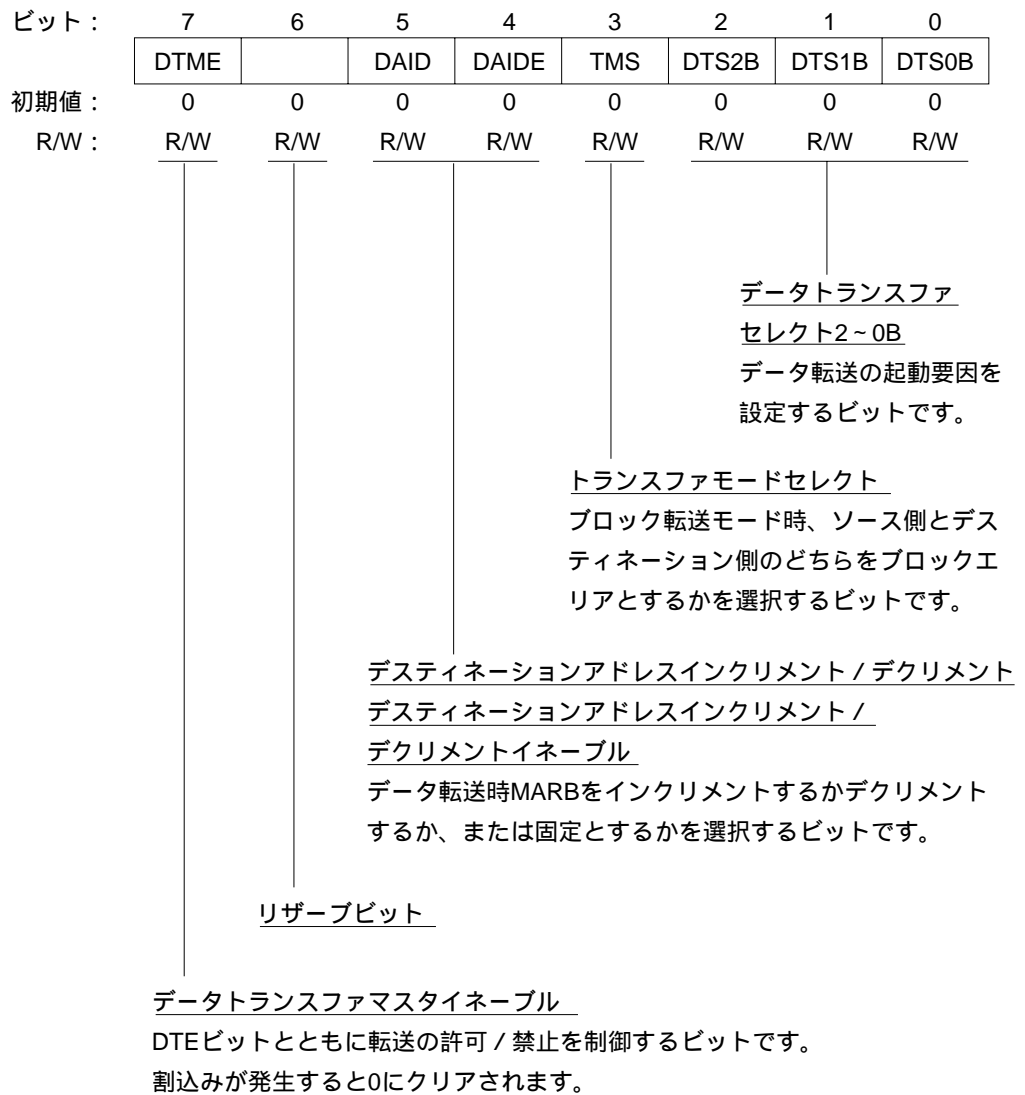 ビット： 7 6 5 4 3 2 1 0
DTME DAID DAIDE TMS DTS2B DTS1B DTS0B
初期値： 0 0 0 0 0 0 0 0
R/W： R/W R/W R/W R/W R/W R/W R/W R/W
データトランスファ
セレクト2～0B
データ転送の起動要因を
設定するビットです。
トランスファモードセレクト
ブロック転送モード時、ソース側とデス
ティネーション側のどちらをブロックエ
リアとするかを選択するビットです。
デスティネーションアドレスインクリメント／デクリメント
デスティネーションアドレスインクリメント／
デクリメントイネーブル
データ転送時MARBをインクリメントするかデクリメント
するか、または固定とするかを選択するビットです。
リザーブビット
データトランスファマスタイネーブル
DTEビットとともに転送の許可／禁止を制御するビットです。
割込みが発生すると0にクリアされます。